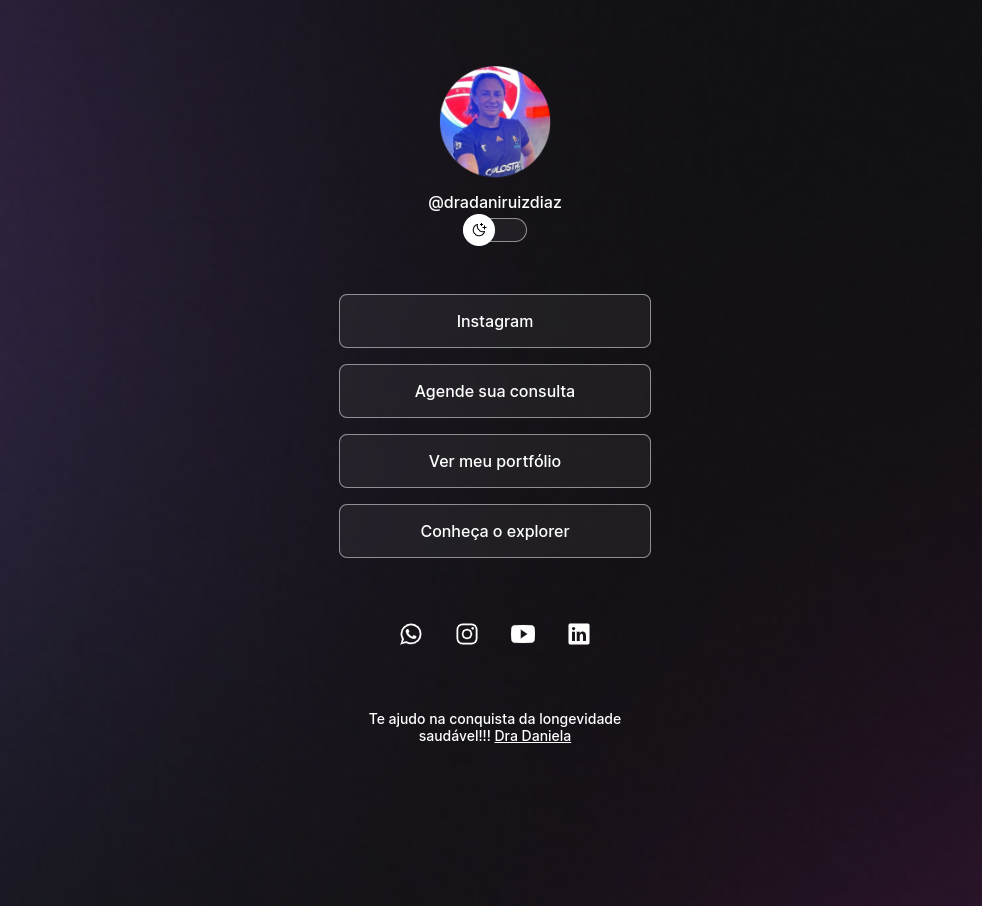 @dradaniruizdiaz
Instagram
Agende sua consulta
Ver meu portfólio
Conheça o explorer
Te ajudo na conquista da longevidade
saudável!!! Dra Daniela